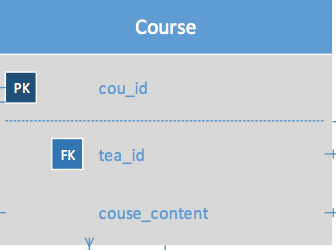 Course
PK cou_id
FK tea_id
couse_content